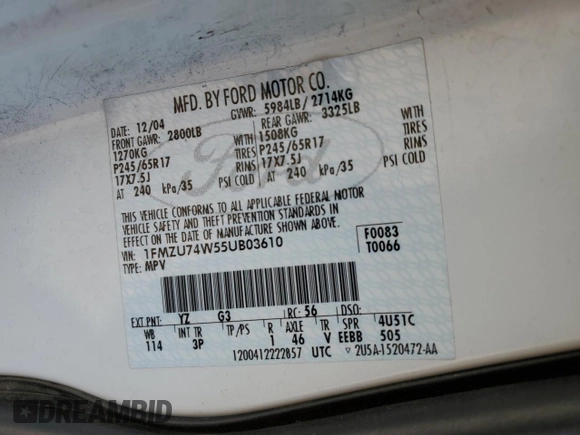 MFD. BY FORD MOTOR CO.
DATE: 12/04 GVWR: 5984LB/ 2714KG
FRONT GAWR: 2800LB REAR GAWR: 3325LB
1270KG WITH 1508KG WITH
P245/65R17 TIRES P245/65R17 TIRES
17X7.5J RIMS 17X7.5J RIMS
AT 240 kPa/35 PSI COLD AT 240 kPa/35 PSI COLD
THIS VEHICLE CONFORMS TO ALL APPLICABLE FEDERAL MOTOR
VEHICLE SAFETY AND THEFT PREVENTION STANDARDS IN
EFFECT ON THE DATE OF MANUFACTURE SHOWN ABOVE.
VIN: 1FMZU74W55UB03610 F0083
TYPE: MPV T0066
EXT PNT: YZ G3 RC: 56 DSO:
WB INT TR TP/PS R AXLE TR SPR 4U51C
114 3P 1 46 V EEBB 505
1200412222857 UTC 2U5A-1520472-AA
Ford
DREAMBID